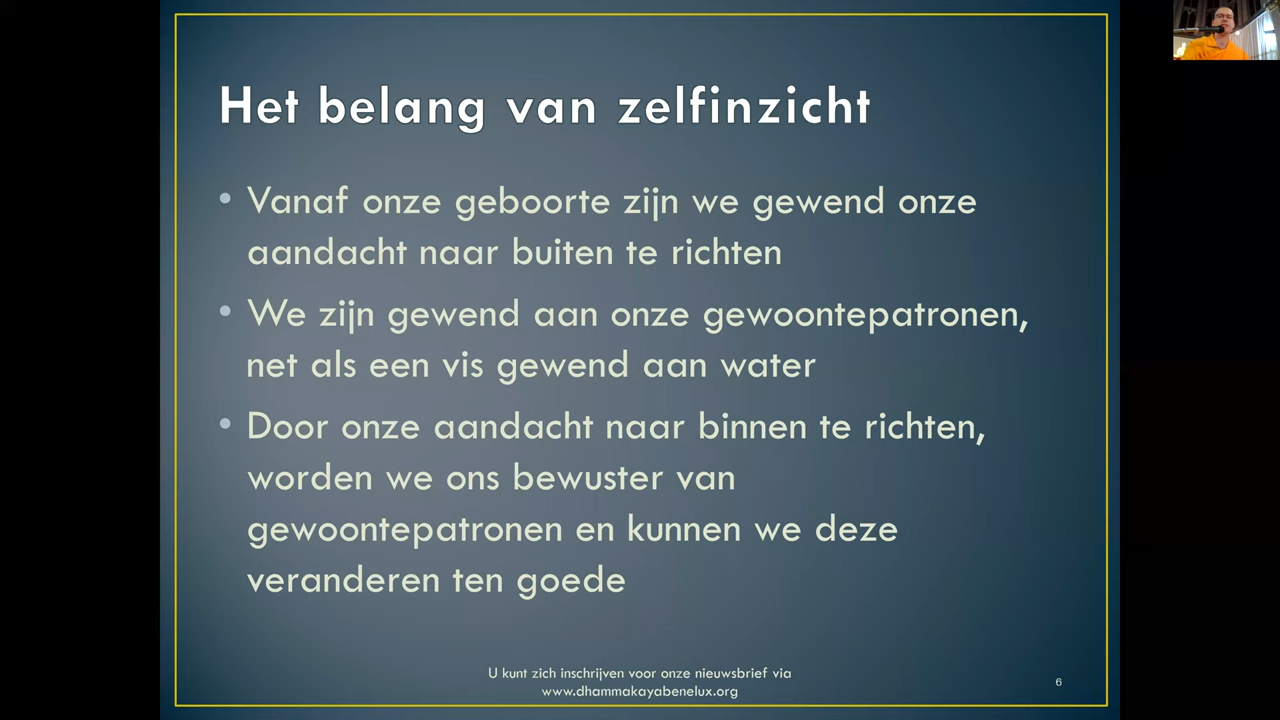 Het belang van zelfinzicht
• Vanaf onze geboorte zijn we gewend onze
aandacht naar buiten te richten
• We zijn gewend aan onze gewoontepatronen,
net als een vis gewend aan water
• Door onze aandacht naar binnen te richten,
worden we ons bewuster van
gewoontepatronen en kunnen we deze
veranderen ten goede
U kunt zich inschrijven voor onze nieuwsbrief via
www.dhammakayabenelux.org
6